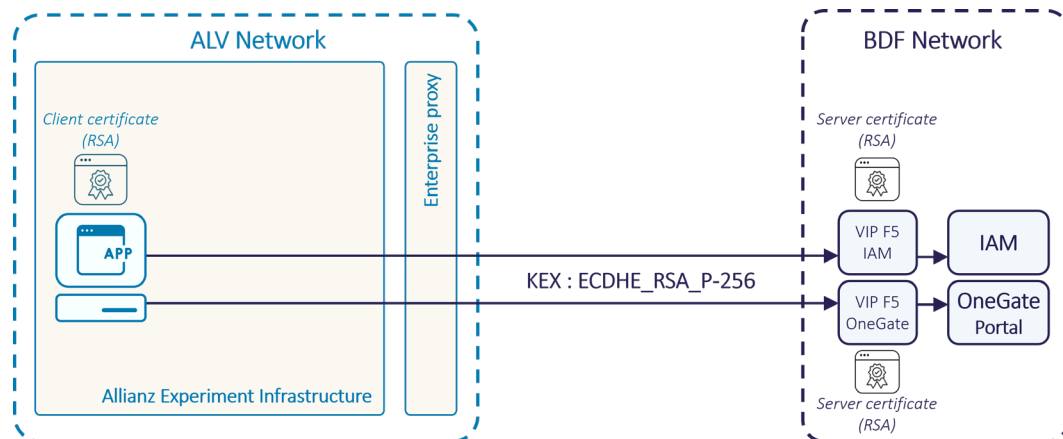 ALV Network
BDF Network
Client certificate
(RSA)
Enterprise proxy
Server certificate
(RSA)
APP
VIP F5
IAM
IAM
KEX : ECDHE_RSA_P-256
VIP F5
OneGate
OneGate
Portal
Allianz Experiment Infrastructure
Server certificate
(RSA)